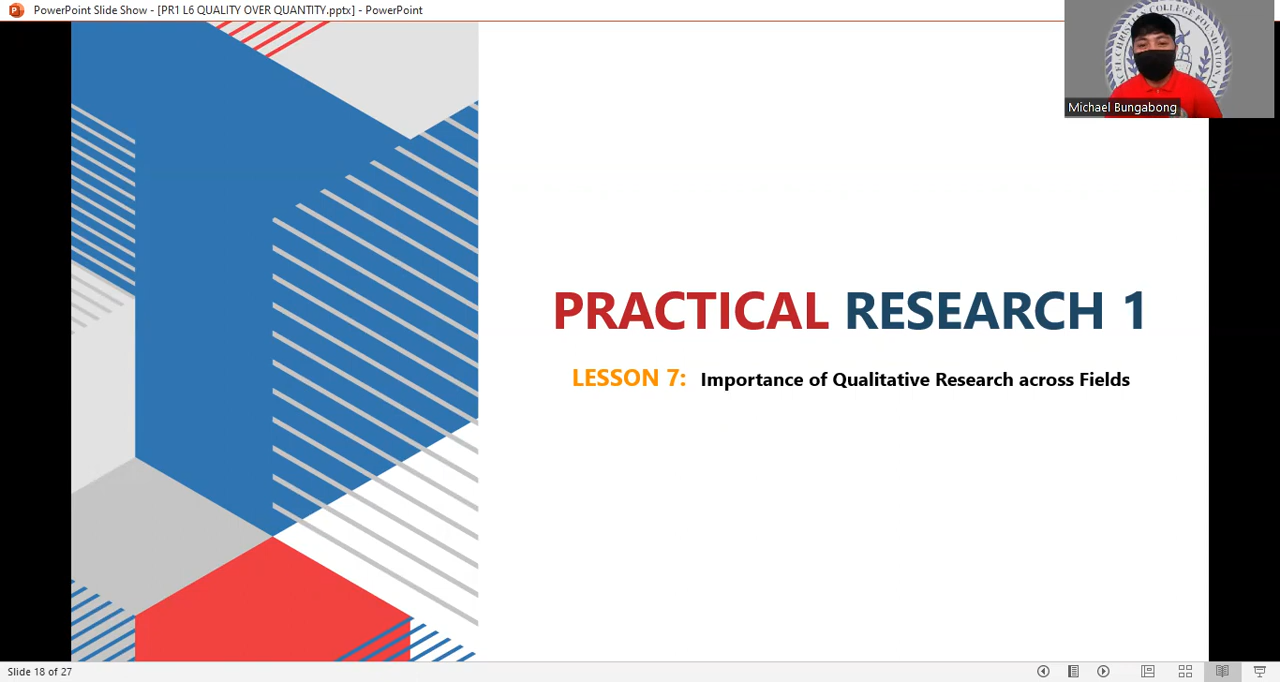 PowerPoint Slide Show - [PR1 L6 QUALITY OVER QUANTITY.pptx] - PowerPoint
Michael Bungabong
PRACTICAL RESEARCH 1
LESSON 7: Importance of Qualitative Research across Fields
Slide 18 of 27